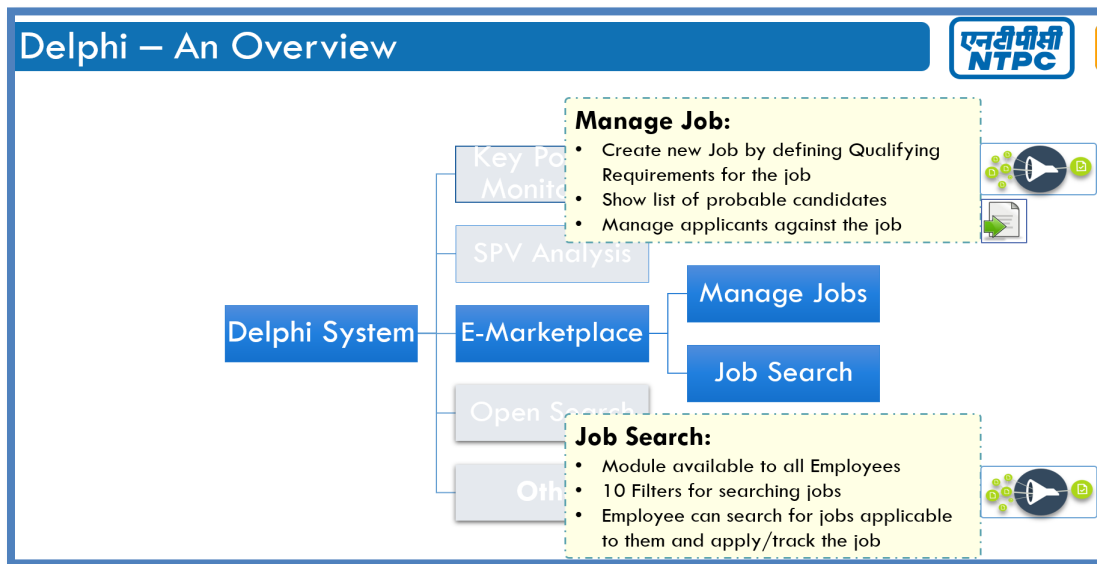 Delphi – An Overview
एनटीपीसी
NTPC
Manage Job:
• Create new Job by defining Qualifying
Requirements for the job
• Show list of probable candidates
• Manage applicants against the job
Key
SPV Analysis
Manage Jobs
Delphi System
E-Marketplace
Job Search
Open Search
Job Search:
• Module available to all Employees
• 10 Filters for searching jobs
• Employee can search for jobs applicable
to them and apply/track the job